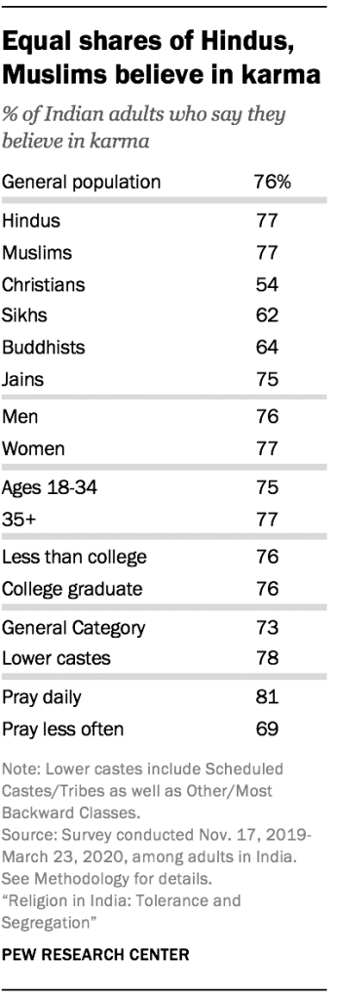 Equal shares of Hindus,
Muslims believe in karma
% of Indian adults who say they
believe in karma
General population 76%
Hindus 77
Muslims 77
Christians 54
Sikhs 62
Buddhists 64
Jains 75
Men 76
Women 77
Ages 18-34 75
35+ 77
Less than college 76
College graduate 76
General Category 73
Lower castes 78
Pray daily 81
Pray less often 69
Note: Lower castes include Scheduled
Castes/Tribes as well as Other/Most
Backward Classes.
Source: Survey conducted Nov. 17, 2019-
March 23, 2020, among adults in India.
See Methodology for details.
“Religion in India: Tolerance and
Segregation”
PEW RESEARCH CENTER